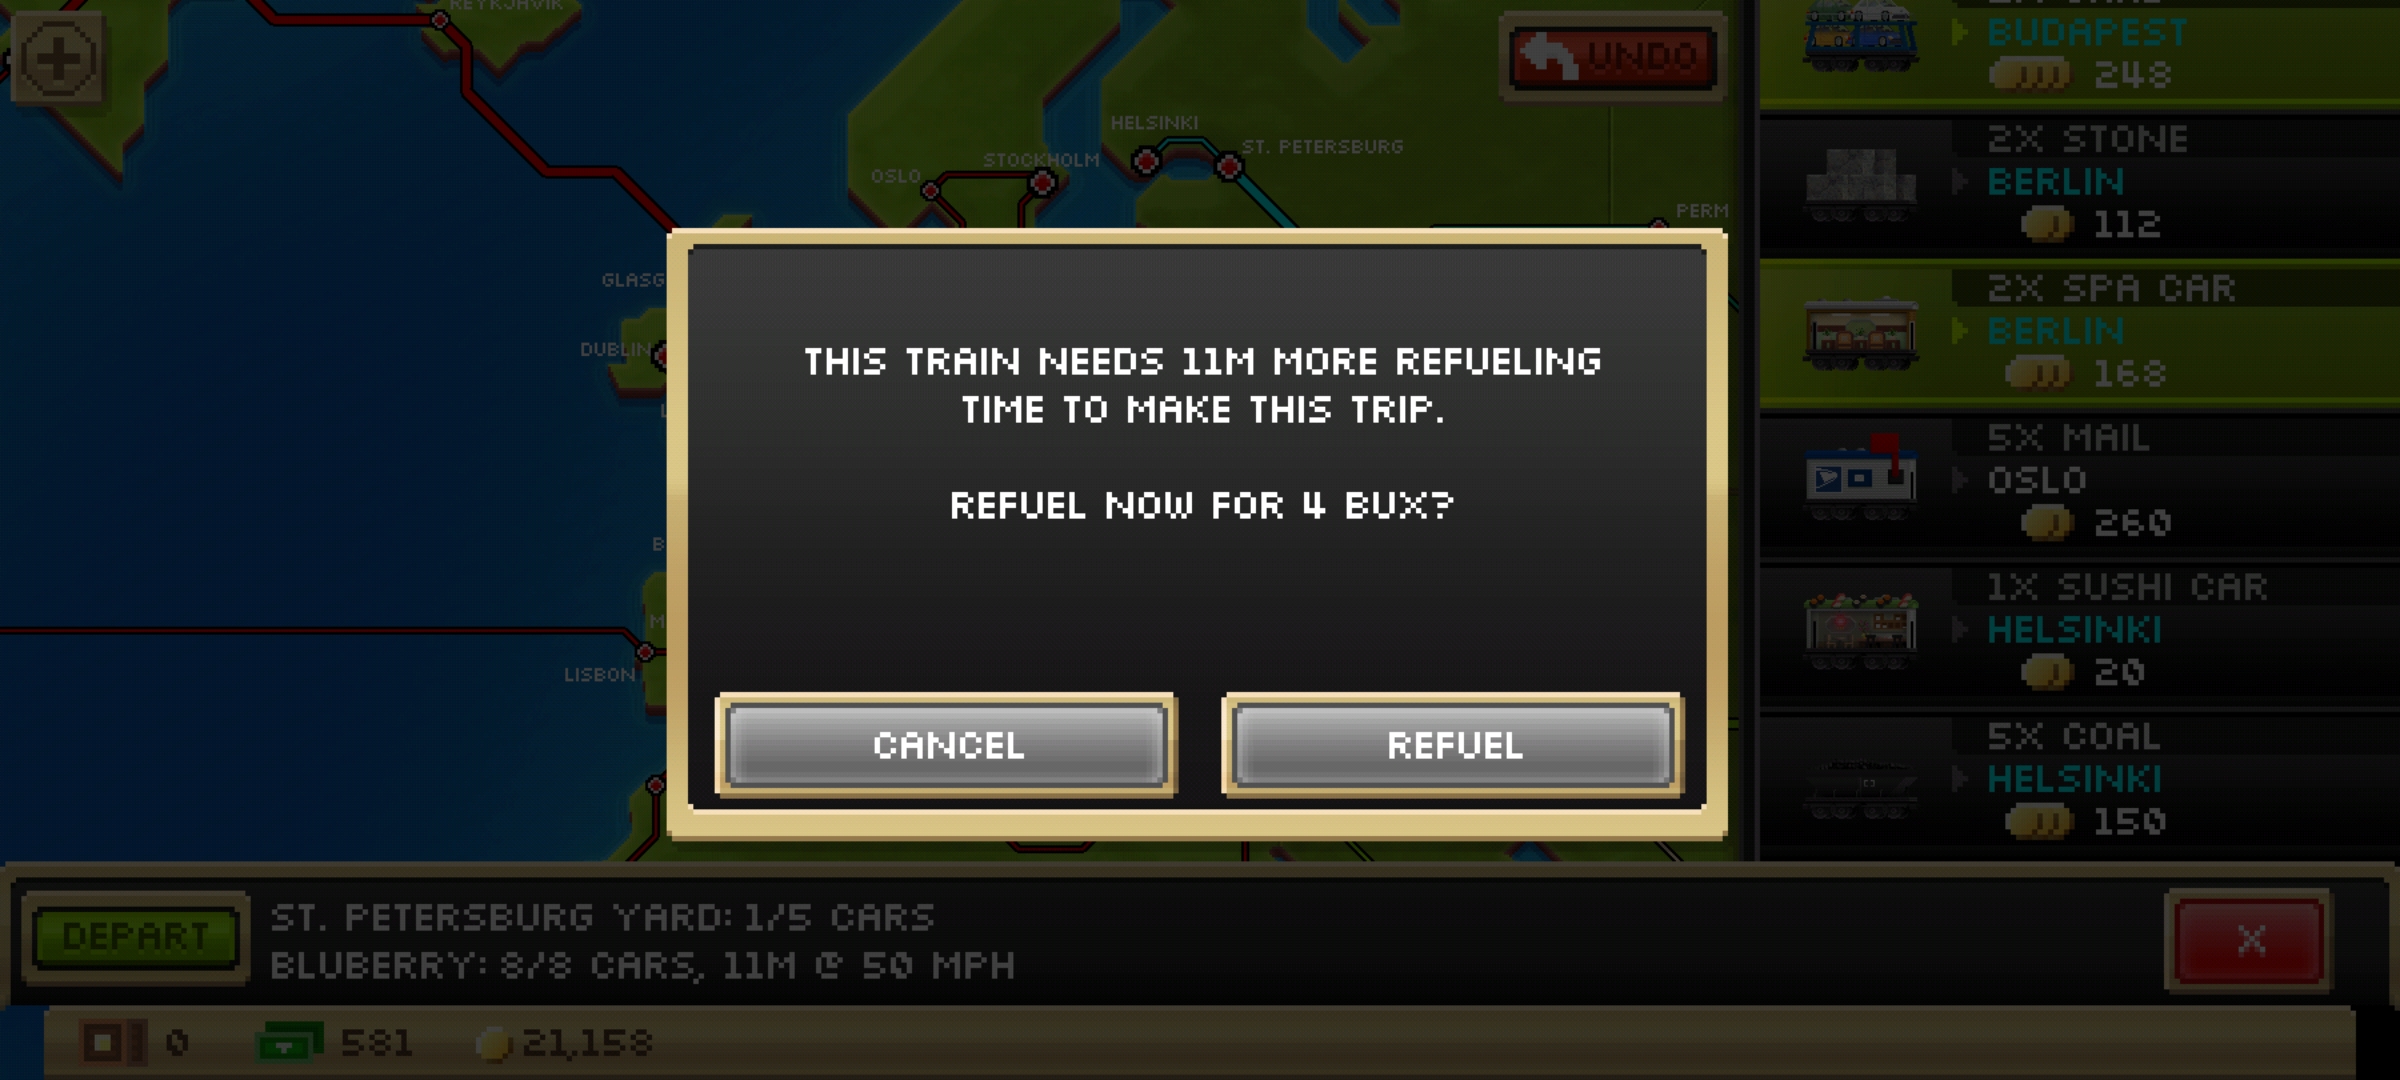 REYKJAVIK
UNDO
HELSINKI
ST. PETERSBURG
STOCKHOLM
OSLO
PERM
GLASG
DUBLIN
L
B
M
LISBON
BUDAPEST
248
2X STONE
BERLIN
112
2X SPA CAR
BERLIN
168
5X MAIL
OSLO
260
1X SUSHI CAR
HELSINKI
20
5X COAL
HELSINKI
150
THIS TRAIN NEEDS 11M MORE REFUELING
TIME TO MAKE THIS TRIP.
REFUEL NOW FOR 4 BUX?
CANCEL
REFUEL
DEPART
ST. PETERSBURG YARD: 1/5 CARS
BLUBERRY: 8/8 CARS, 11M @ 50 MPH
X
0
581
21,158